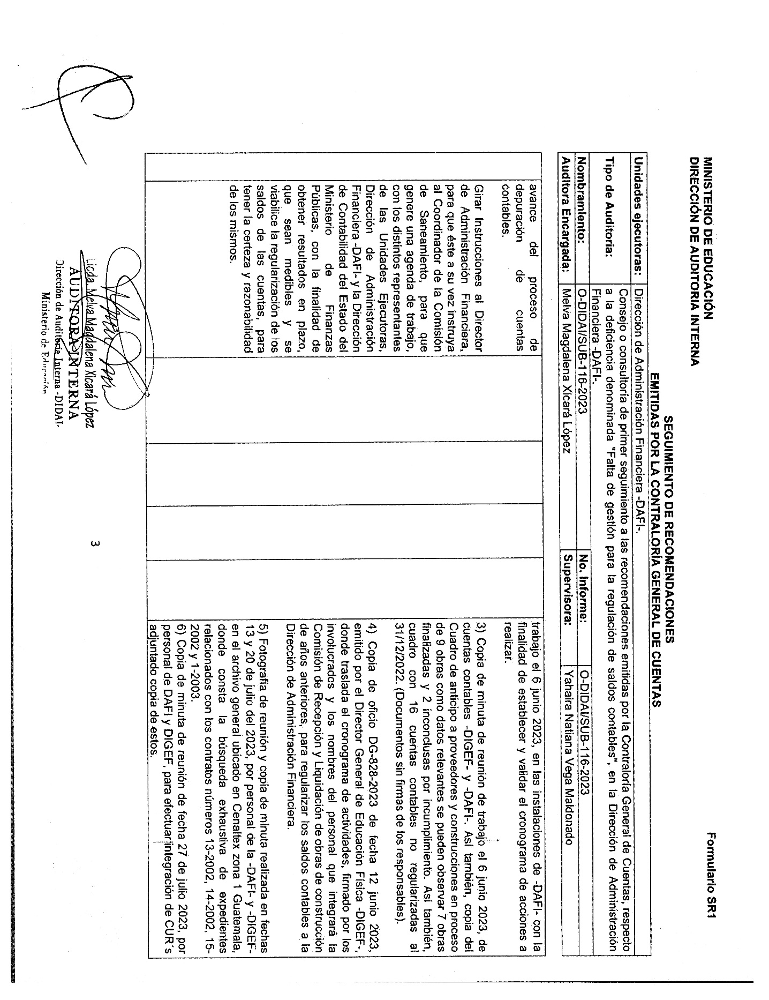 MINISTERIO DE EDUCACIÓN
DIRECCIÓN DE AUDITORIA INTERNA
Formulario SR1
SEGUIMIENTO DE RECOMENDACIONES
EMITIDAS POR LA CONTRALORÍA GENERAL DE CUENTAS
Unidades ejecutoras: Dirección de Administración Financiera -DAFI-.
Tipo de Auditoria: Consejo o consultoría de primer seguimiento a las recomendaciones emitidas por la Contraloría General de Cuentas, respecto
a la deficiencia denominada "Falta de gestión para la regulación de saldos contables", en la Dirección de Administración
Financiera -DAFI-.
Nombramiento: O-DIDAI/SUB-116-2023 No. Informe: O-DIDAI/SUB-116-2023
Auditora Encargada: Melva Magdalena Xicará López Supervisora: Yahaira Natiana Vega Maldonado
avance del proceso de
depuración de cuentas
contables.
Girar Instrucciones al Director
de Administración Financiera,
para que éste a su vez instruya
al Coordinador de la Comisión
de Saneamiento, para que
genere una agenda de trabajo,
con los distintos representantes
de las Unidades Ejecutoras,
Dirección de Administración
Financiera -DAFI- y la Dirección
de Contabilidad del Estado del
Ministerio de Finanzas
Públicas, con la finalidad de
obtener resultados en plazo,
que sean medibles y se
viabilice la regularización de los
saldos de las cuentas, para
tener la certeza y razonabilidad
de los mismos.
trabajo el 6 junio 2023, en las instalaciones de -DAFI- con la
finalidad de establecer y validar el cronograma de acciones a
realizar.
3) Copia de minuta de reunión de trabajo el 6 junio 2023, de
cuentas contables -DIGEF- y -DAFI-. Así también, copia del
Cuadro de anticipo a proveedores y construcciones en proceso
de 9 obras como datos relevantes se pueden observar 7 obras
finalizadas y 2 inconclusas por incumplimiento. Así también,
cuadro con 16 cuentas contables no regularizadas al
31/12/2022. (Documentos sin firmas de los responsables).
4) Copia de oficio DG-828-2023 de fecha 12 junio 2023,
emitido por el Director General de Educación Física -DIGEF-,
donde traslada el cronograma de actividades, firmado por los
involucrados y los nombres del personal que integrará la
Comisión de Recepción y Liquidación de obras de construcción
de años anteriores, para regularizar los saldos contables a la
Dirección de Administración Financiera.
5) Fotografía de reunión y copia de minuta realizada en fechas
13 y 20 de julio del 2023, por personal de la -DAFI- y -DIGEF-
en el archivo general ubicado en Cenaltex zona 1 Guatemala,
donde consta la búsqueda exhaustiva de expedientes
relacionados con los contratos números 13-2002, 14-2002, 15-
2002 y 1-2003.
6) Copia de minuta de reunión de fecha 27 de julio 2023, por
personal de DAFI y DIGEF, para efectuar integración de CUR´s
adjuntado copia de estos.
Licda. Melva Magdalena Xicará López
AUDITORA INTERNA
Dirección de Auditoría Interna -DIDAI-
Ministerio de Educación
3